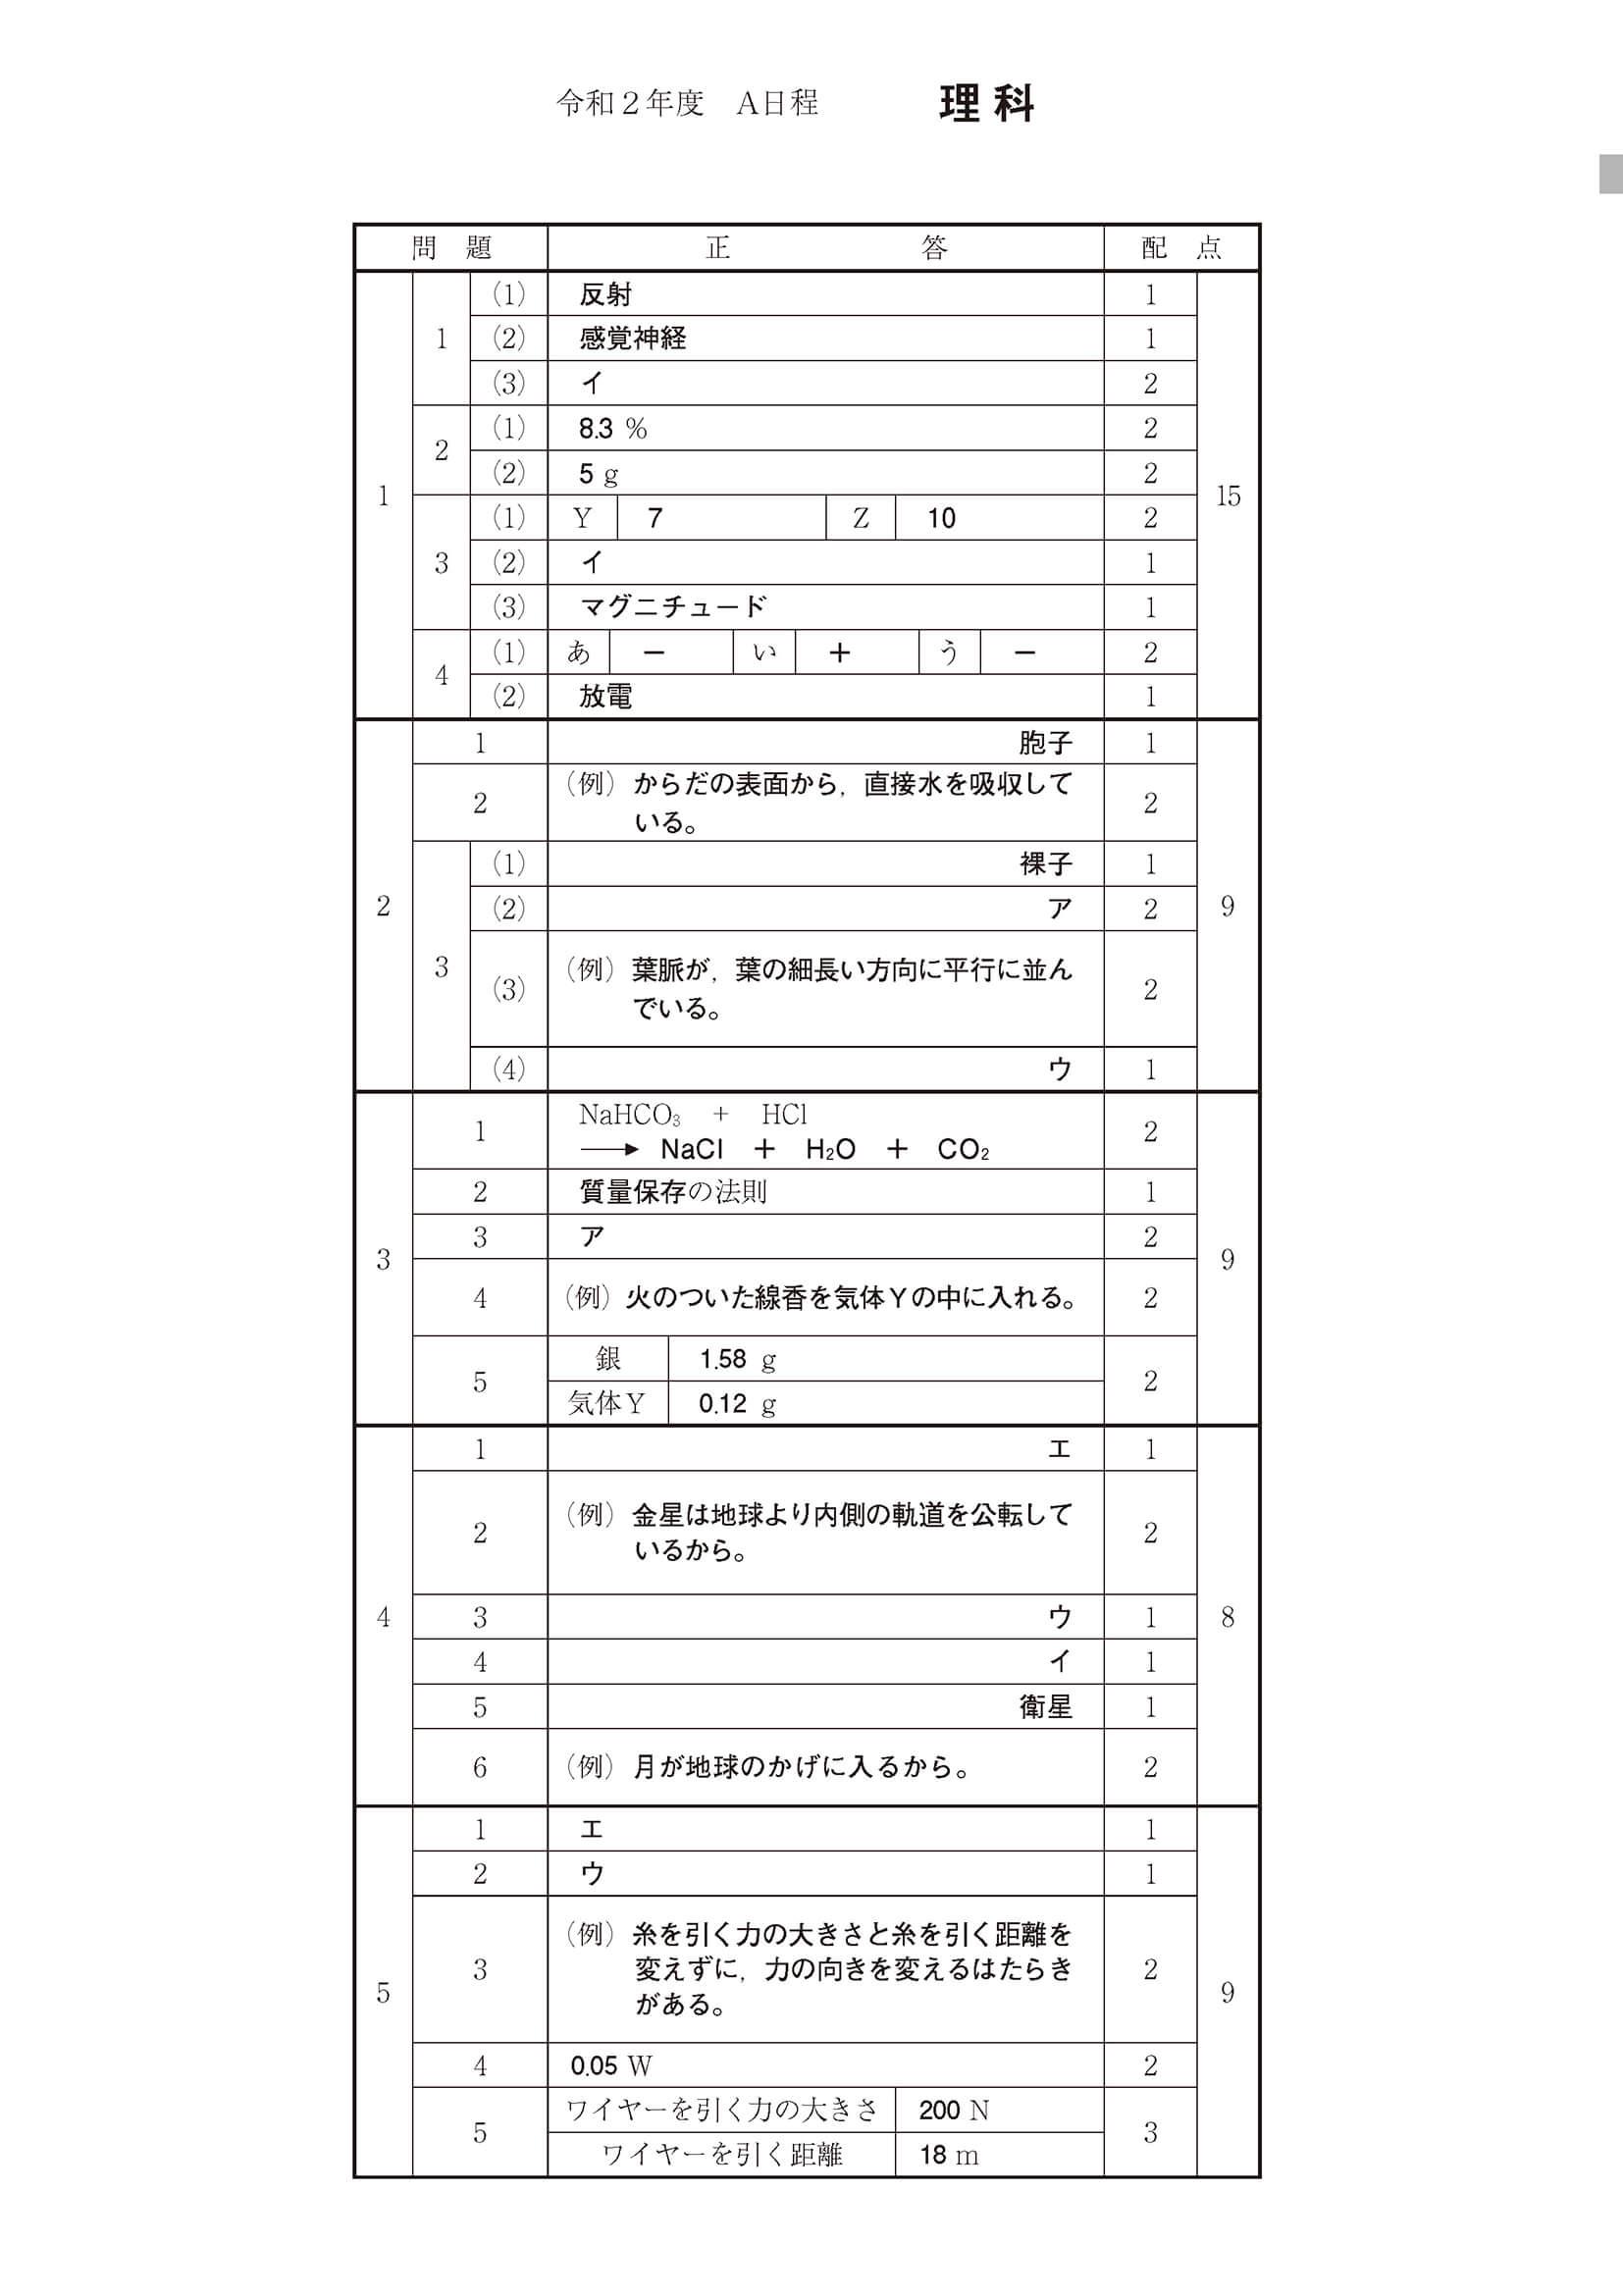 令和２年度　A日程　理科
問　題　正　答　配　点
1　15
1　(1)　反射　1
(2)　感覚神経　1
(3)　イ　2
2　(1)　8.3 %　2
(2)　5 g　2
3　(1)　Y　7　Z　10　2
(2)　イ　1
(3)　マグニチュード　1
4　(1)　あ　－　い　＋　う　－　2
(2)　放電　1
2　9
1　胞子　1
2　（例）からだの表面から，直接水を吸収して
いる。　2
3　(1)　裸子　1
(2)　ア　2
(3)　（例）葉脈が，葉の細長い方向に平行に並ん
でいる。　2
(4)　ウ　1
3　9
1　NaHCO₃　+　HCl
→　NaCl　+　H₂O　+　CO₂　2
2　質量保存の法則　1
3　ア　2
4　（例）火のついた線香を気体Ｙの中に入れる。　2
5　銀　1.58 g　2
気体Ｙ　0.12 g
4　8
1　エ　1
2　（例）金星は地球より内側の軌道を公転して
いるから。　2
3　ウ　1
4　イ　1
5　衛星　1
6　（例）月が地球のかげに入るから。　2
5　9
1　エ　1
2　ウ　1
3　（例）糸を引く力の大きさと糸を引く距離を
変えずに，力の向きを変えるはたらき
がある。　2
4　0.05 W　2
5　ワイヤーを引く力の大きさ　200 N　3
ワイヤーを引く距離　18 m